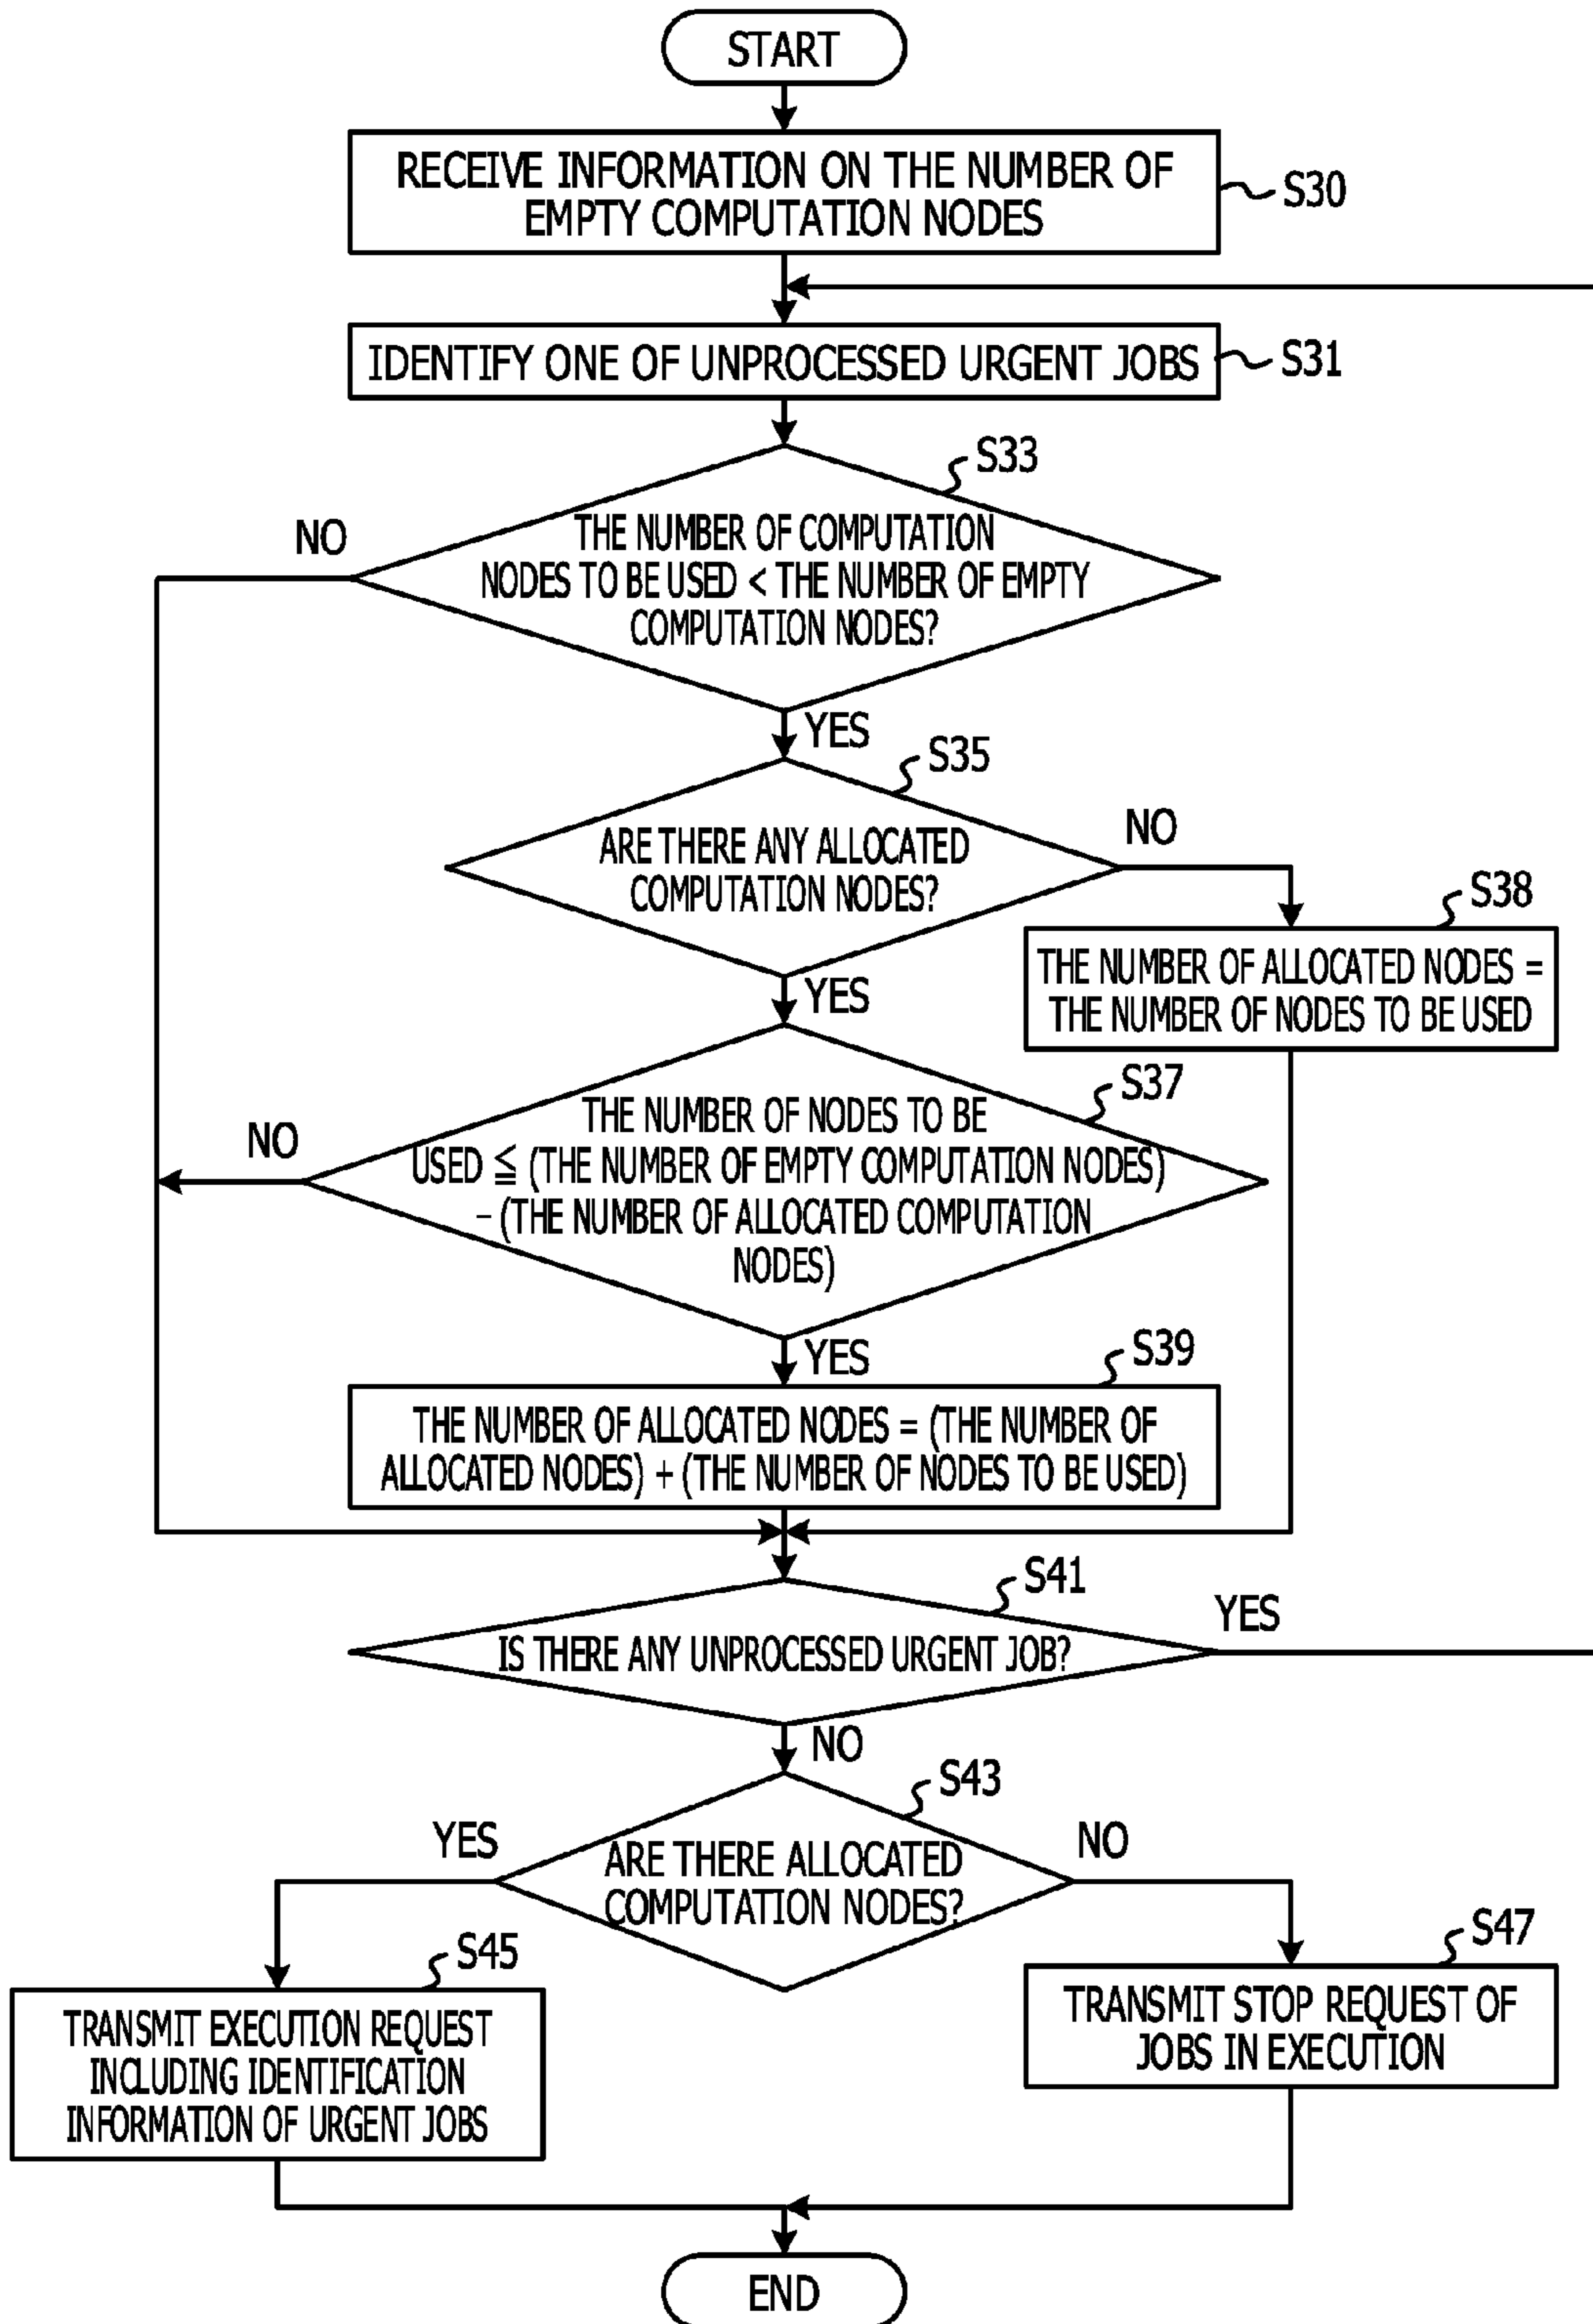 START
RECEIVE INFORMATION ON THE NUMBER OF
EMPTY COMPUTATION NODES
S30
IDENTIFY ONE OF UNPROCESSED URGENT JOBS
S31
S33
NO
THE NUMBER OF COMPUTATION
NODES TO BE USED < THE NUMBER OF EMPTY
COMPUTATION NODES?
YES
S35
ARE THERE ANY ALLOCATED
COMPUTATION NODES?
NO
S38
THE NUMBER OF ALLOCATED NODES =
THE NUMBER OF NODES TO BE USED
YES
S37
NO
THE NUMBER OF NODES TO BE
USED ≦ (THE NUMBER OF EMPTY COMPUTATION NODES)
− (THE NUMBER OF ALLOCATED COMPUTATION
NODES)
YES
S39
THE NUMBER OF ALLOCATED NODES = (THE NUMBER OF
ALLOCATED NODES) + (THE NUMBER OF NODES TO BE USED)
S41
IS THERE ANY UNPROCESSED URGENT JOB?
YES
NO
S43
YES
ARE THERE ALLOCATED
COMPUTATION NODES?
NO
S45
TRANSMIT EXECUTION REQUEST
INCLUDING IDENTIFICATION
INFORMATION OF URGENT JOBS
S47
TRANSMIT STOP REQUEST OF
JOBS IN EXECUTION
END